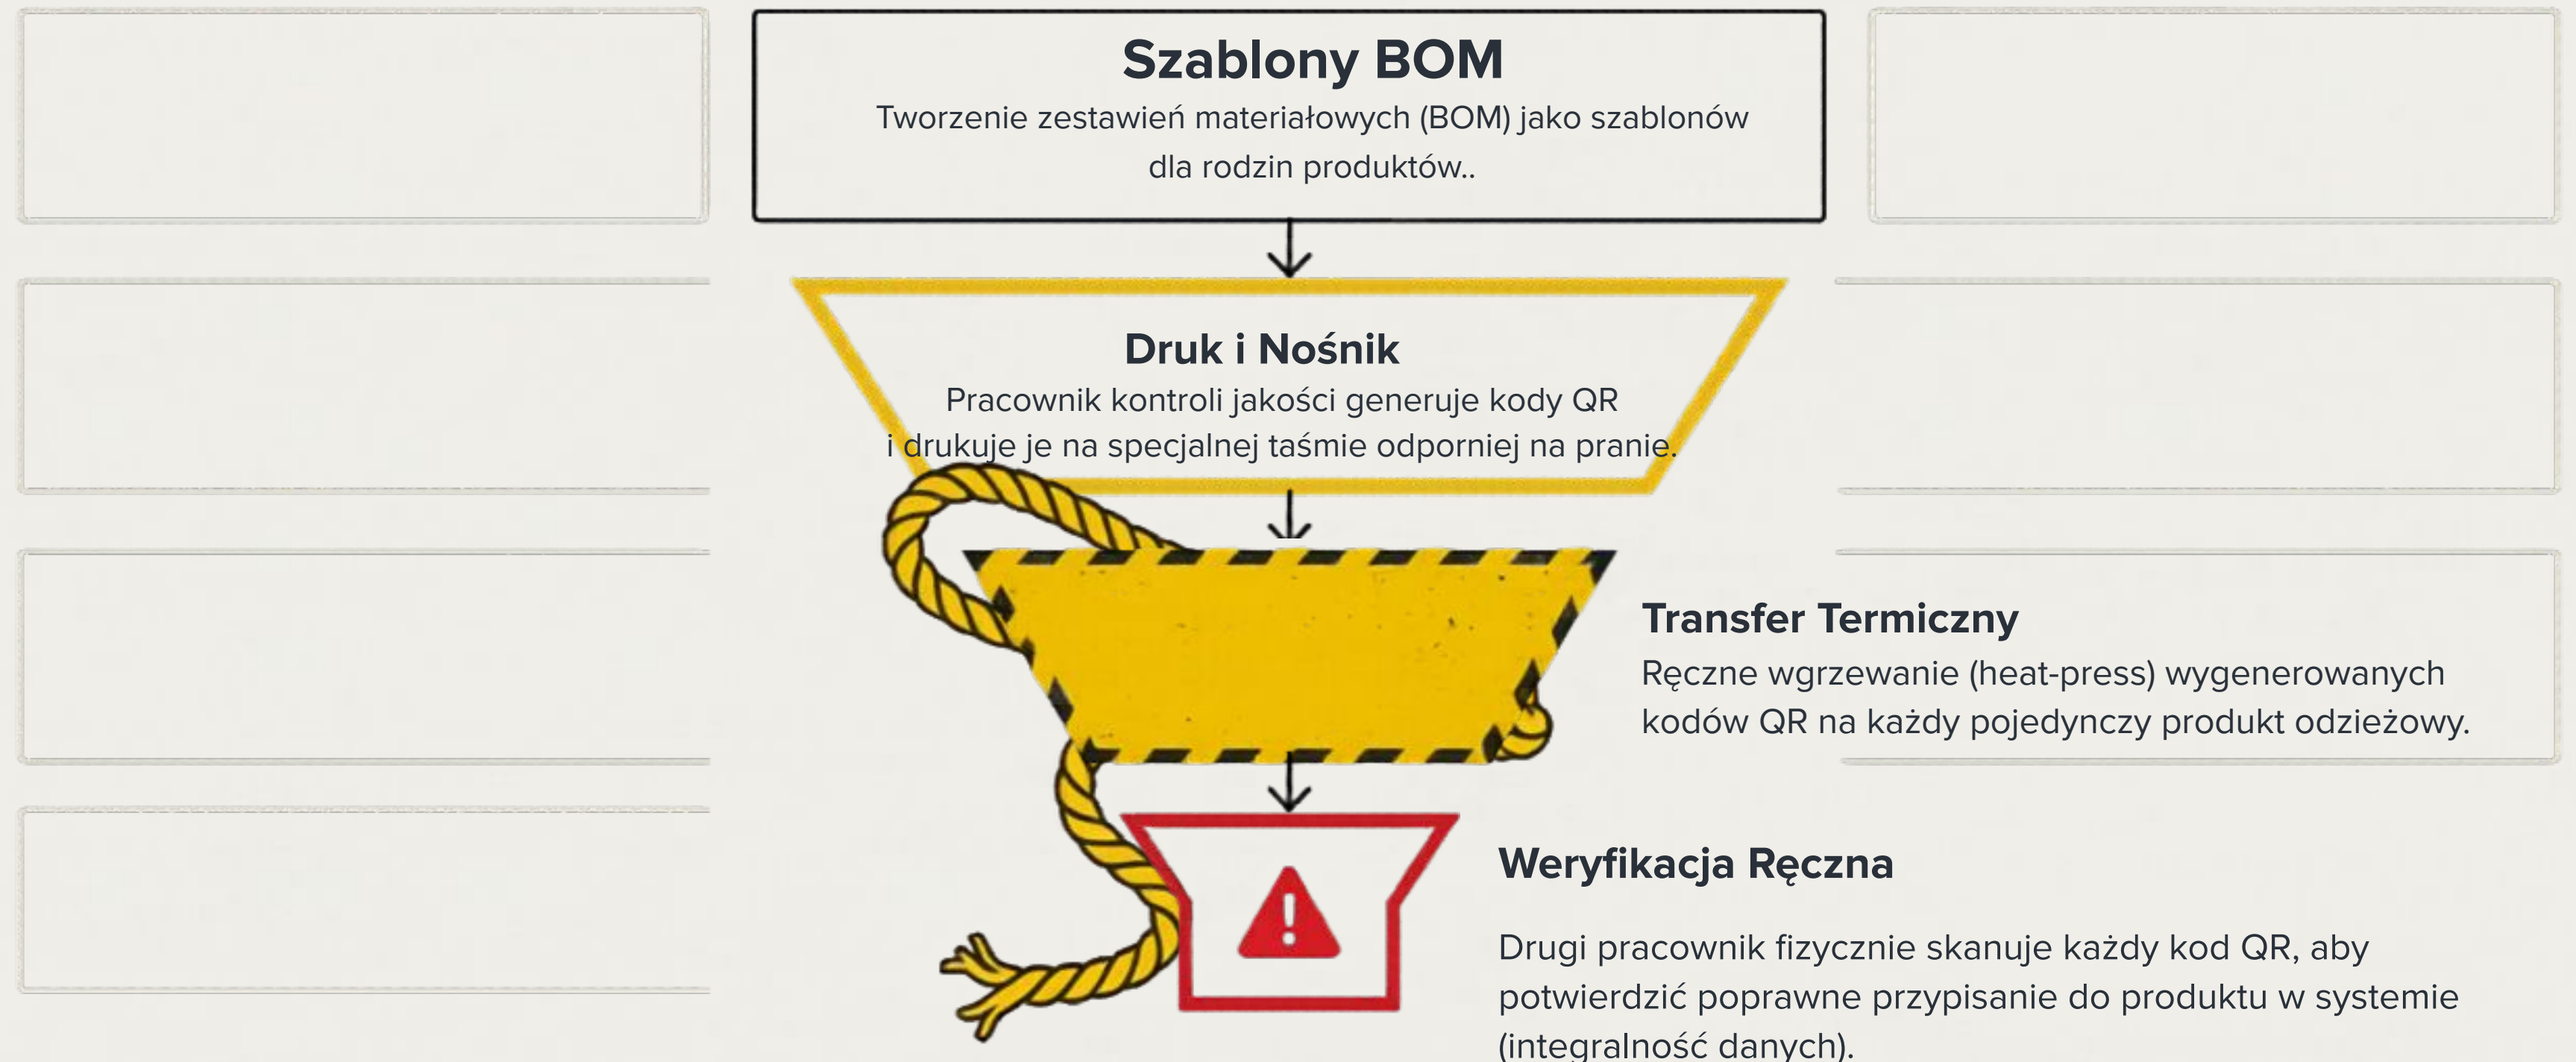 Szablony BOM
Tworzenie zestawień materiałowych (BOM) jako szablonów
dla rodzin produktów..
Druk i Nośnik
Pracownik kontroli jakości generuje kody QR
i drukuje je na specjalnej taśmie odporniej na pranie.
Transfer Termiczny
Ręczne wgrzewanie (heat-press) wygenerowanych
kodów QR na każdy pojedynczy produkt odzieżowy.
Weryfikacja Ręczna
Drugi pracownik fizycznie skanuje każdy kod QR, aby
potwierdzić poprawne przypisanie do produktu w systemie
(integralność danych).